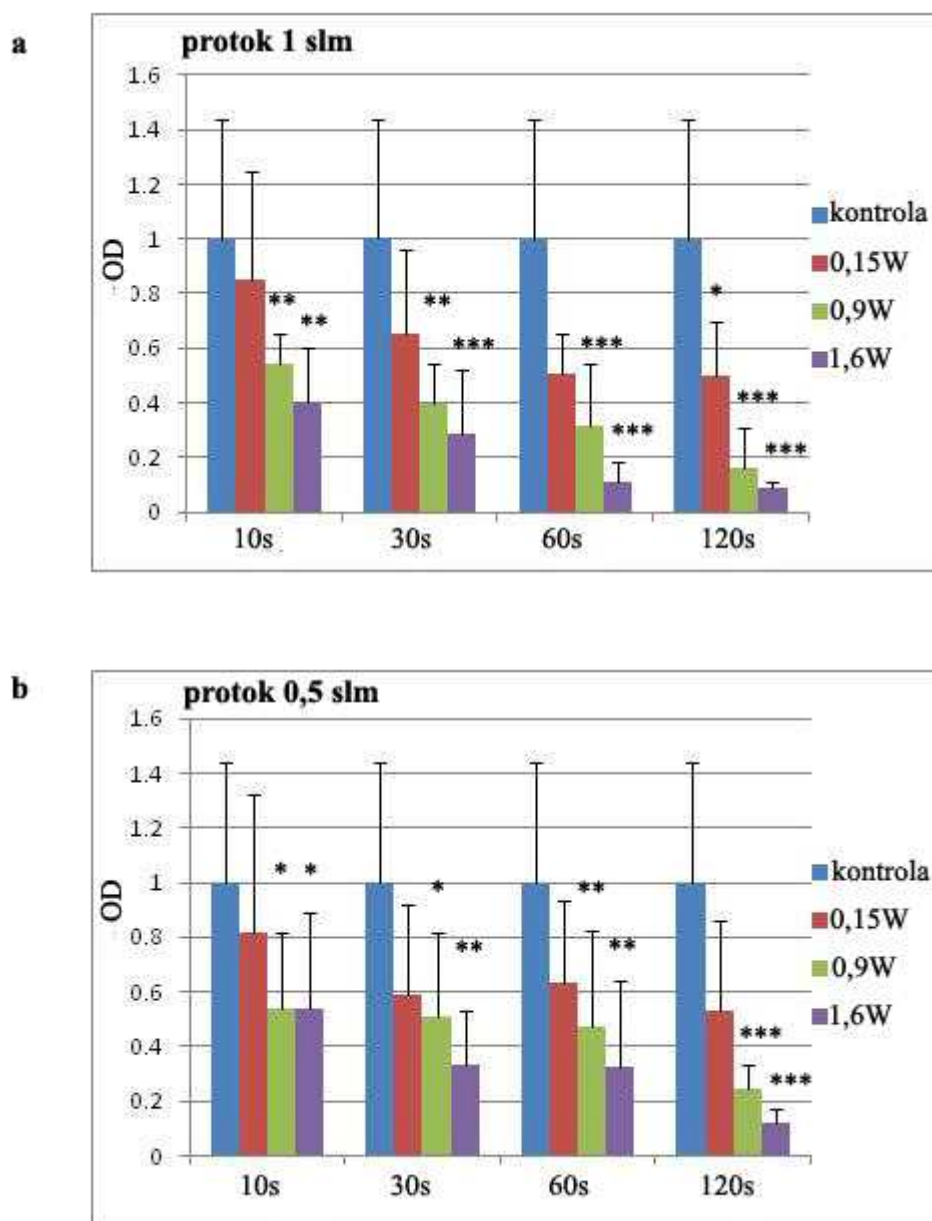 a
protok 1 slm
1.6
1.4
1.2
1
0.8
0.6
0.4
0.2
0
OD
** ** ** *** *** *** * *** ***
10s 30s 60s 120s
kontrola
0,15W
0,9W
1,6W
b
protok 0,5 slm
1.6
1.4
1.2
1
0.8
0.6
0.4
0.2
0
OD
* * * ** ** ** *** ***
10s 30s 60s 120s
kontrola
0,15W
0,9W
1,6W